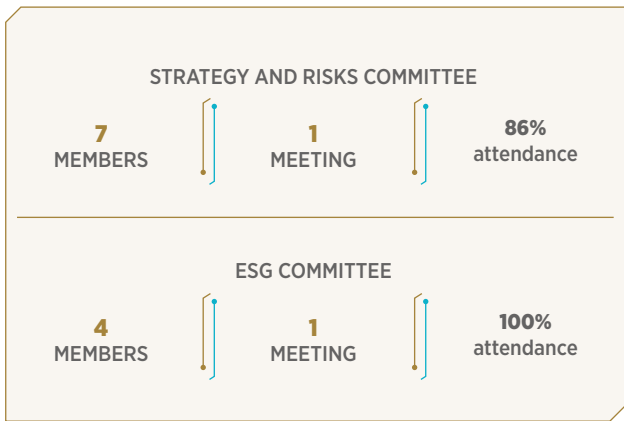 STRATEGY AND RISKS COMMITTEE
7
MEMBERS
1
MEETING
86%
attendance
ESG COMMITTEE
4
MEMBERS
1
MEETING
100%
attendance